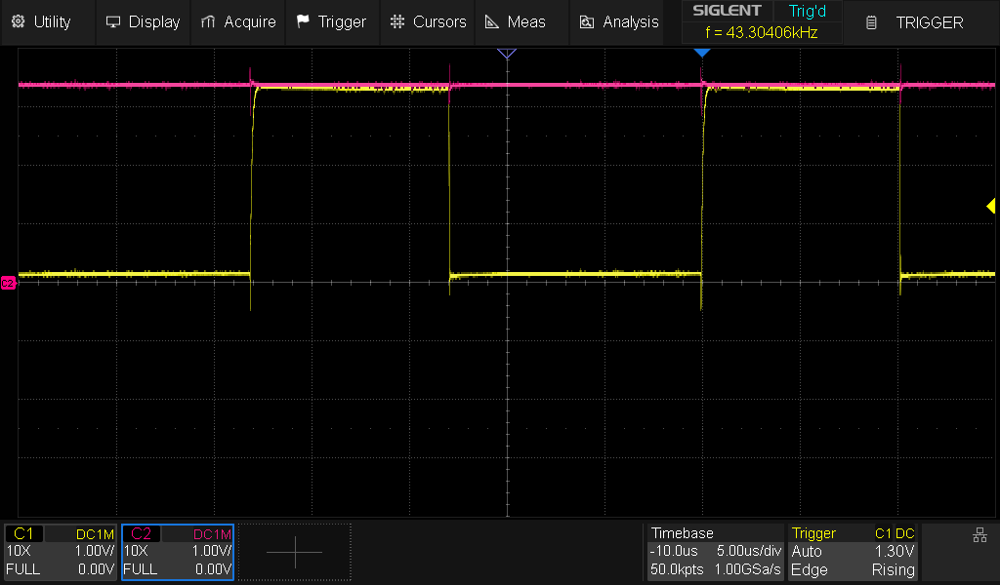 Utility Display Acquire Trigger Cursors Meas Analysis SIGLENT Trig'd TRIGGER
f = 43.30406kHz
C2
C1 DC1M C2 DC1M Timebase Trigger C1 DC
10X 1.00V/ 10X 1.00V/ -10.0us 5.00us/div Auto 1.30V
FULL 0.00V FULL 0.00V 50.0kpts 1.00GSa/s Edge Rising